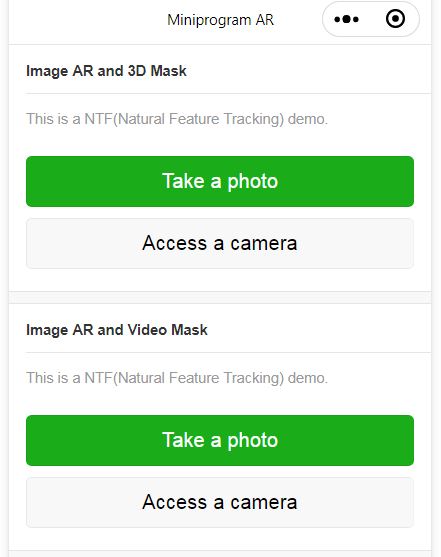 Miniprogram AR
Image AR and 3D Mask
This is a NTF(Natural Feature Tracking) demo.
Take a photo
Access a camera
Image AR and Video Mask
This is a NTF(Natural Feature Tracking) demo.
Take a photo
Access a camera